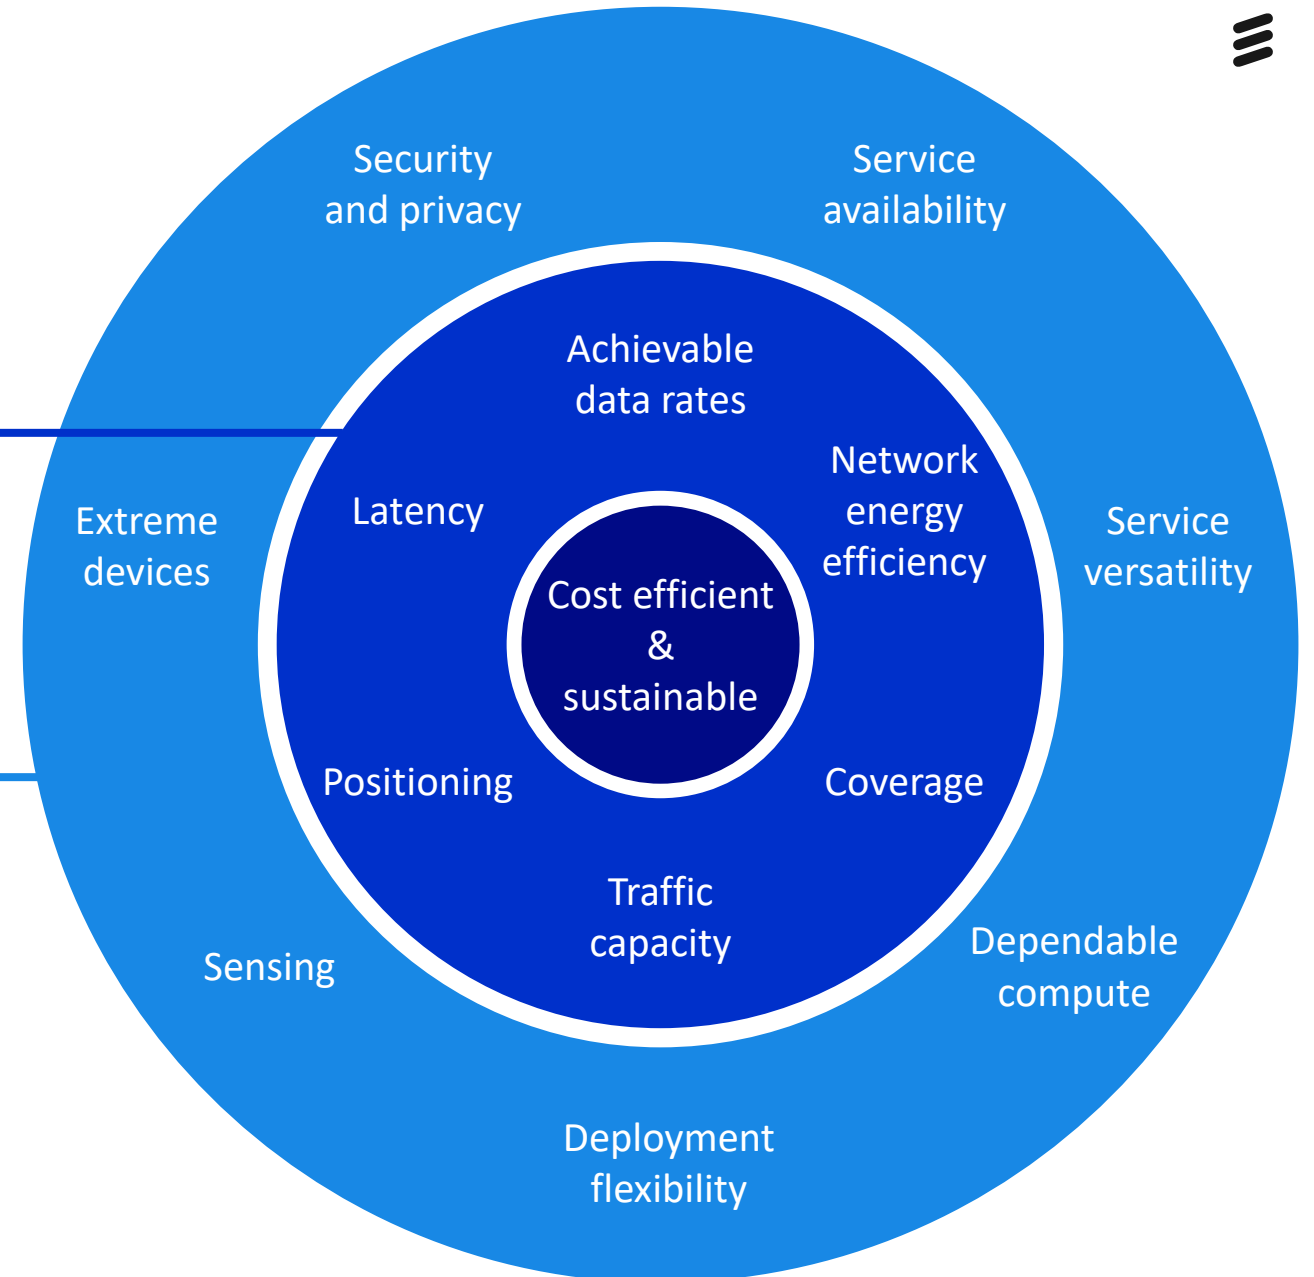 Security
and privacy
Service
availability
Achievable
data rates
Latency
Network
energy
efficiency
Extreme
devices
Service
versatility
Cost efficient
&
sustainable
Positioning
Coverage
Traffic
capacity
Sensing
Dependable
compute
Deployment
flexibility